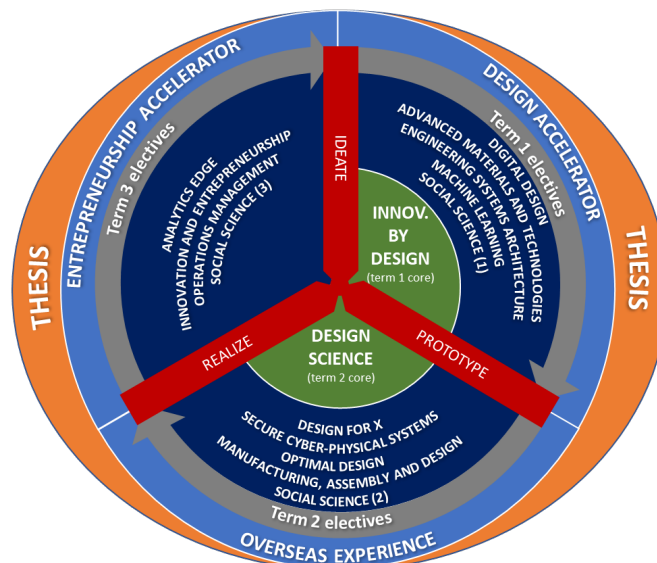 ENTREPRENEURSHIP ACCELERATOR
DESIGN ACCELERATOR
THESIS
THESIS
Term 3 electives
Term 1 electives
IDEATE
ANALYTICS EDGE
INNOVATION AND ENTREPRENEURSHIP
OPERATIONS MANAGEMENT
SOCIAL SCIENCE (3)
DIGITAL DESIGN
ADVANCED MATERIALS AND TECHNOLOGIES
ENGINEERING SYSTEMS ARCHITECTURE
MACHINE LEARNING
SOCIAL SCIENCE (1)
INNOV.
BY
DESIGN
(term 1 core)
REALIZE
PROTOTYPE
DESIGN
SCIENCE
(term 2 core)
DESIGN FOR X
SECURE CYBER-PHYSICAL SYSTEMS
OPTIMAL DESIGN
MANUFACTURING, ASSEMBLY AND DESIGN
SOCIAL SCIENCE (2)
Term 2 electives
OVERSEAS EXPERIENCE